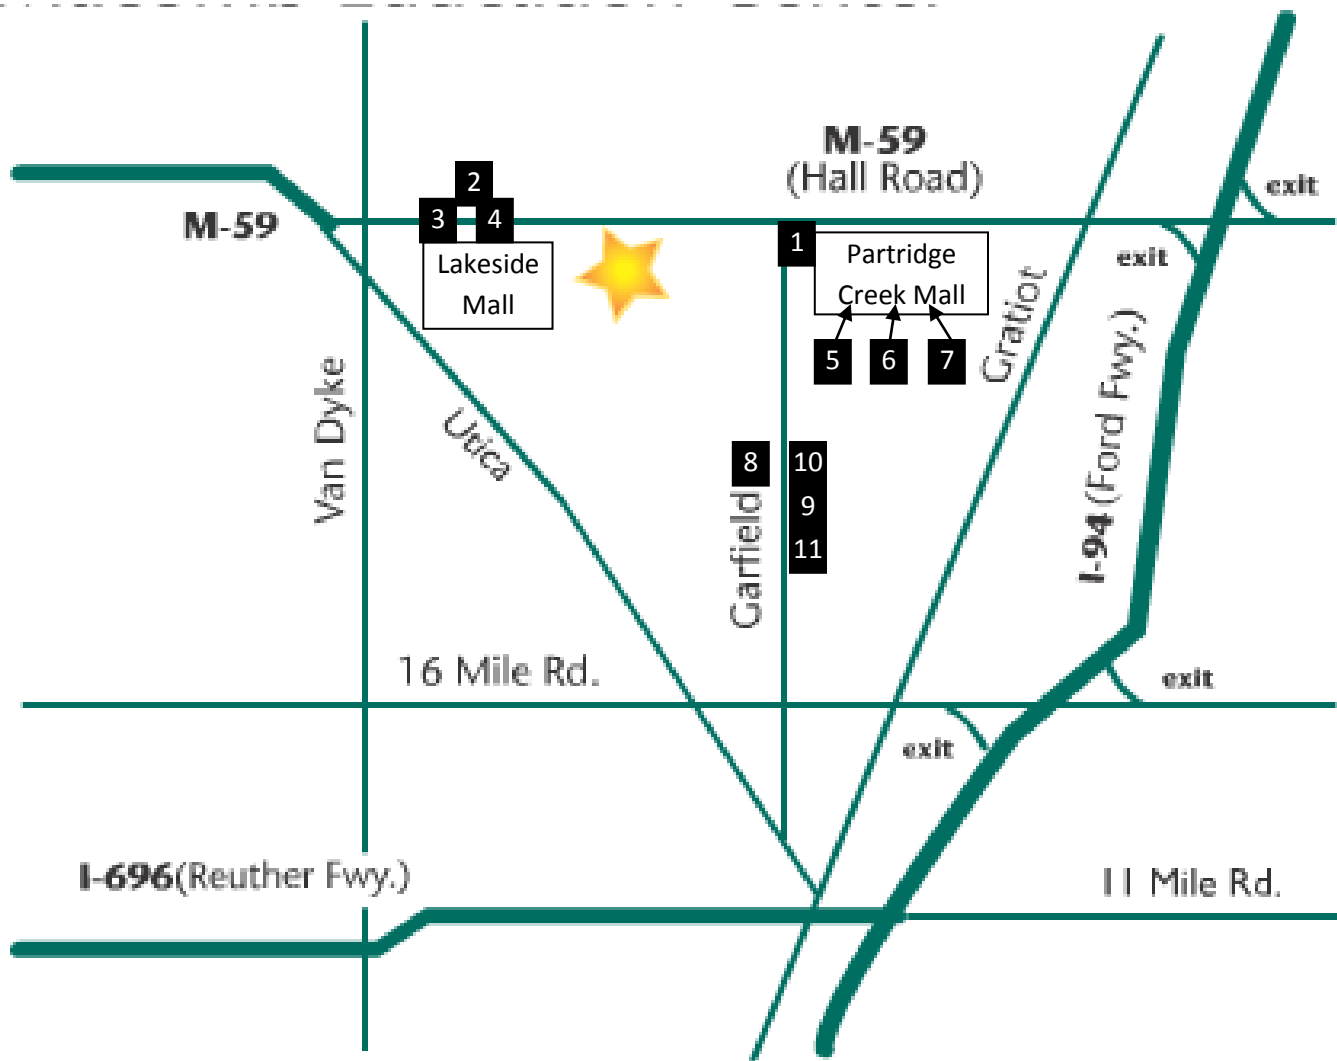 M-59
(Hall Road)
exit
2
M-59
3
4
1
exit
Lakeside
Mall
Partridge
Creek Mall
Gratiot
5
6
7
Van Dyke
Utica
I-94 (Ford Fwy.)
8
10
9
11
Garfield
16 Mile Rd.
exit
exit
I-696(Reuther Fwy.)
11 Mile Rd.